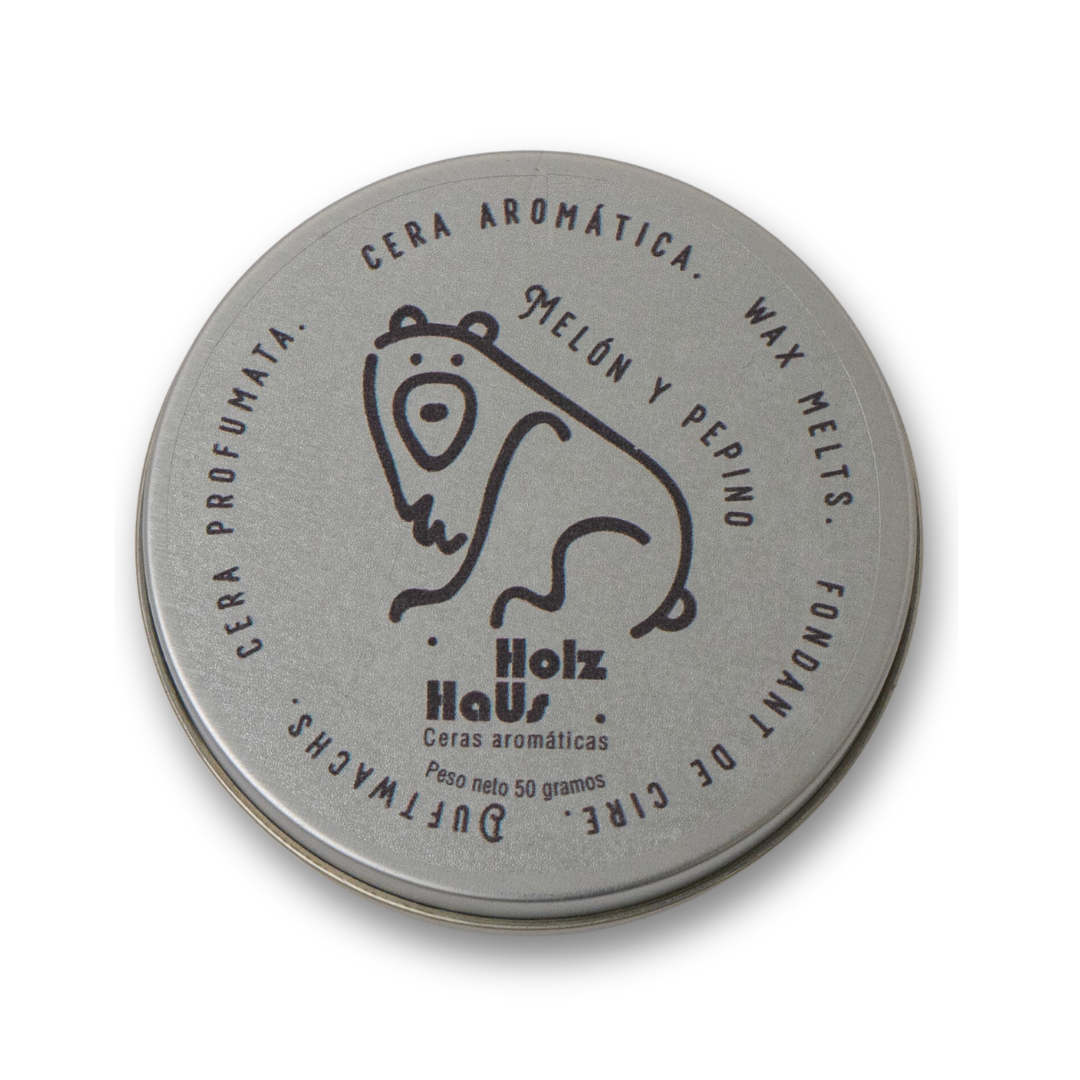 CERA AROMÁTICA.
WAX MELTS.
FONDANT DE CIRE.
DUFTWACHS.
CERA PROFUMATA.
MELÓN Y PEPINO
Holz
HaUs
Ceras aromáticas
Peso neto 50 gramos